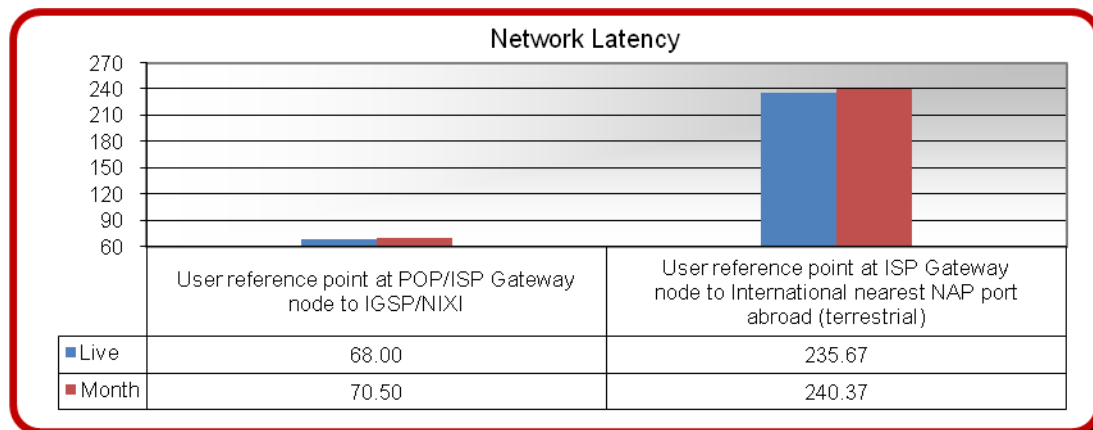 Network Latency
270
240
210
180
150
120
90
60
User reference point at POP/ISP Gateway
node to IGSP/NIXI
User reference point at ISP Gateway
node to International nearest NAP port
abroad (terrestrial)
Live 68.00 235.67
Month 70.50 240.37